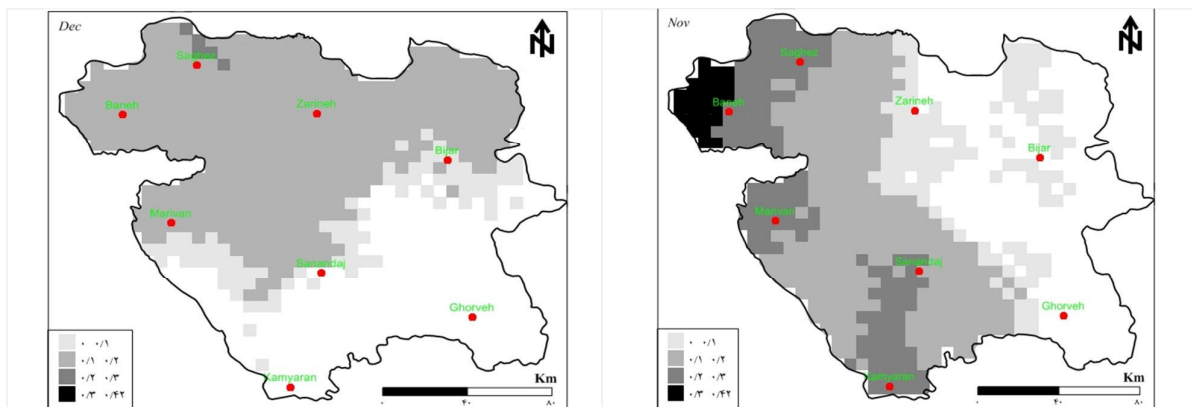 Dec
N
Saghez
Baneh
Zarineh
Bijar
Marivan
Sanandaj
Ghorveh
Kamyaran
۰ ۰/۱
۰/۱ ۰/۲
۰/۲ ۰/۳
۰/۳ ۰/۴۲
Km
۰ ۴۰ ۸۰
Nov
N
Saghez
Baneh
Zarineh
Bijar
Marivan
Sanandaj
Ghorveh
Kamyaran
۰ ۰/۱
۰/۱ ۰/۲
۰/۲ ۰/۳
۰/۳ ۰/۴۲
Km
۰ ۴۰ ۸۰